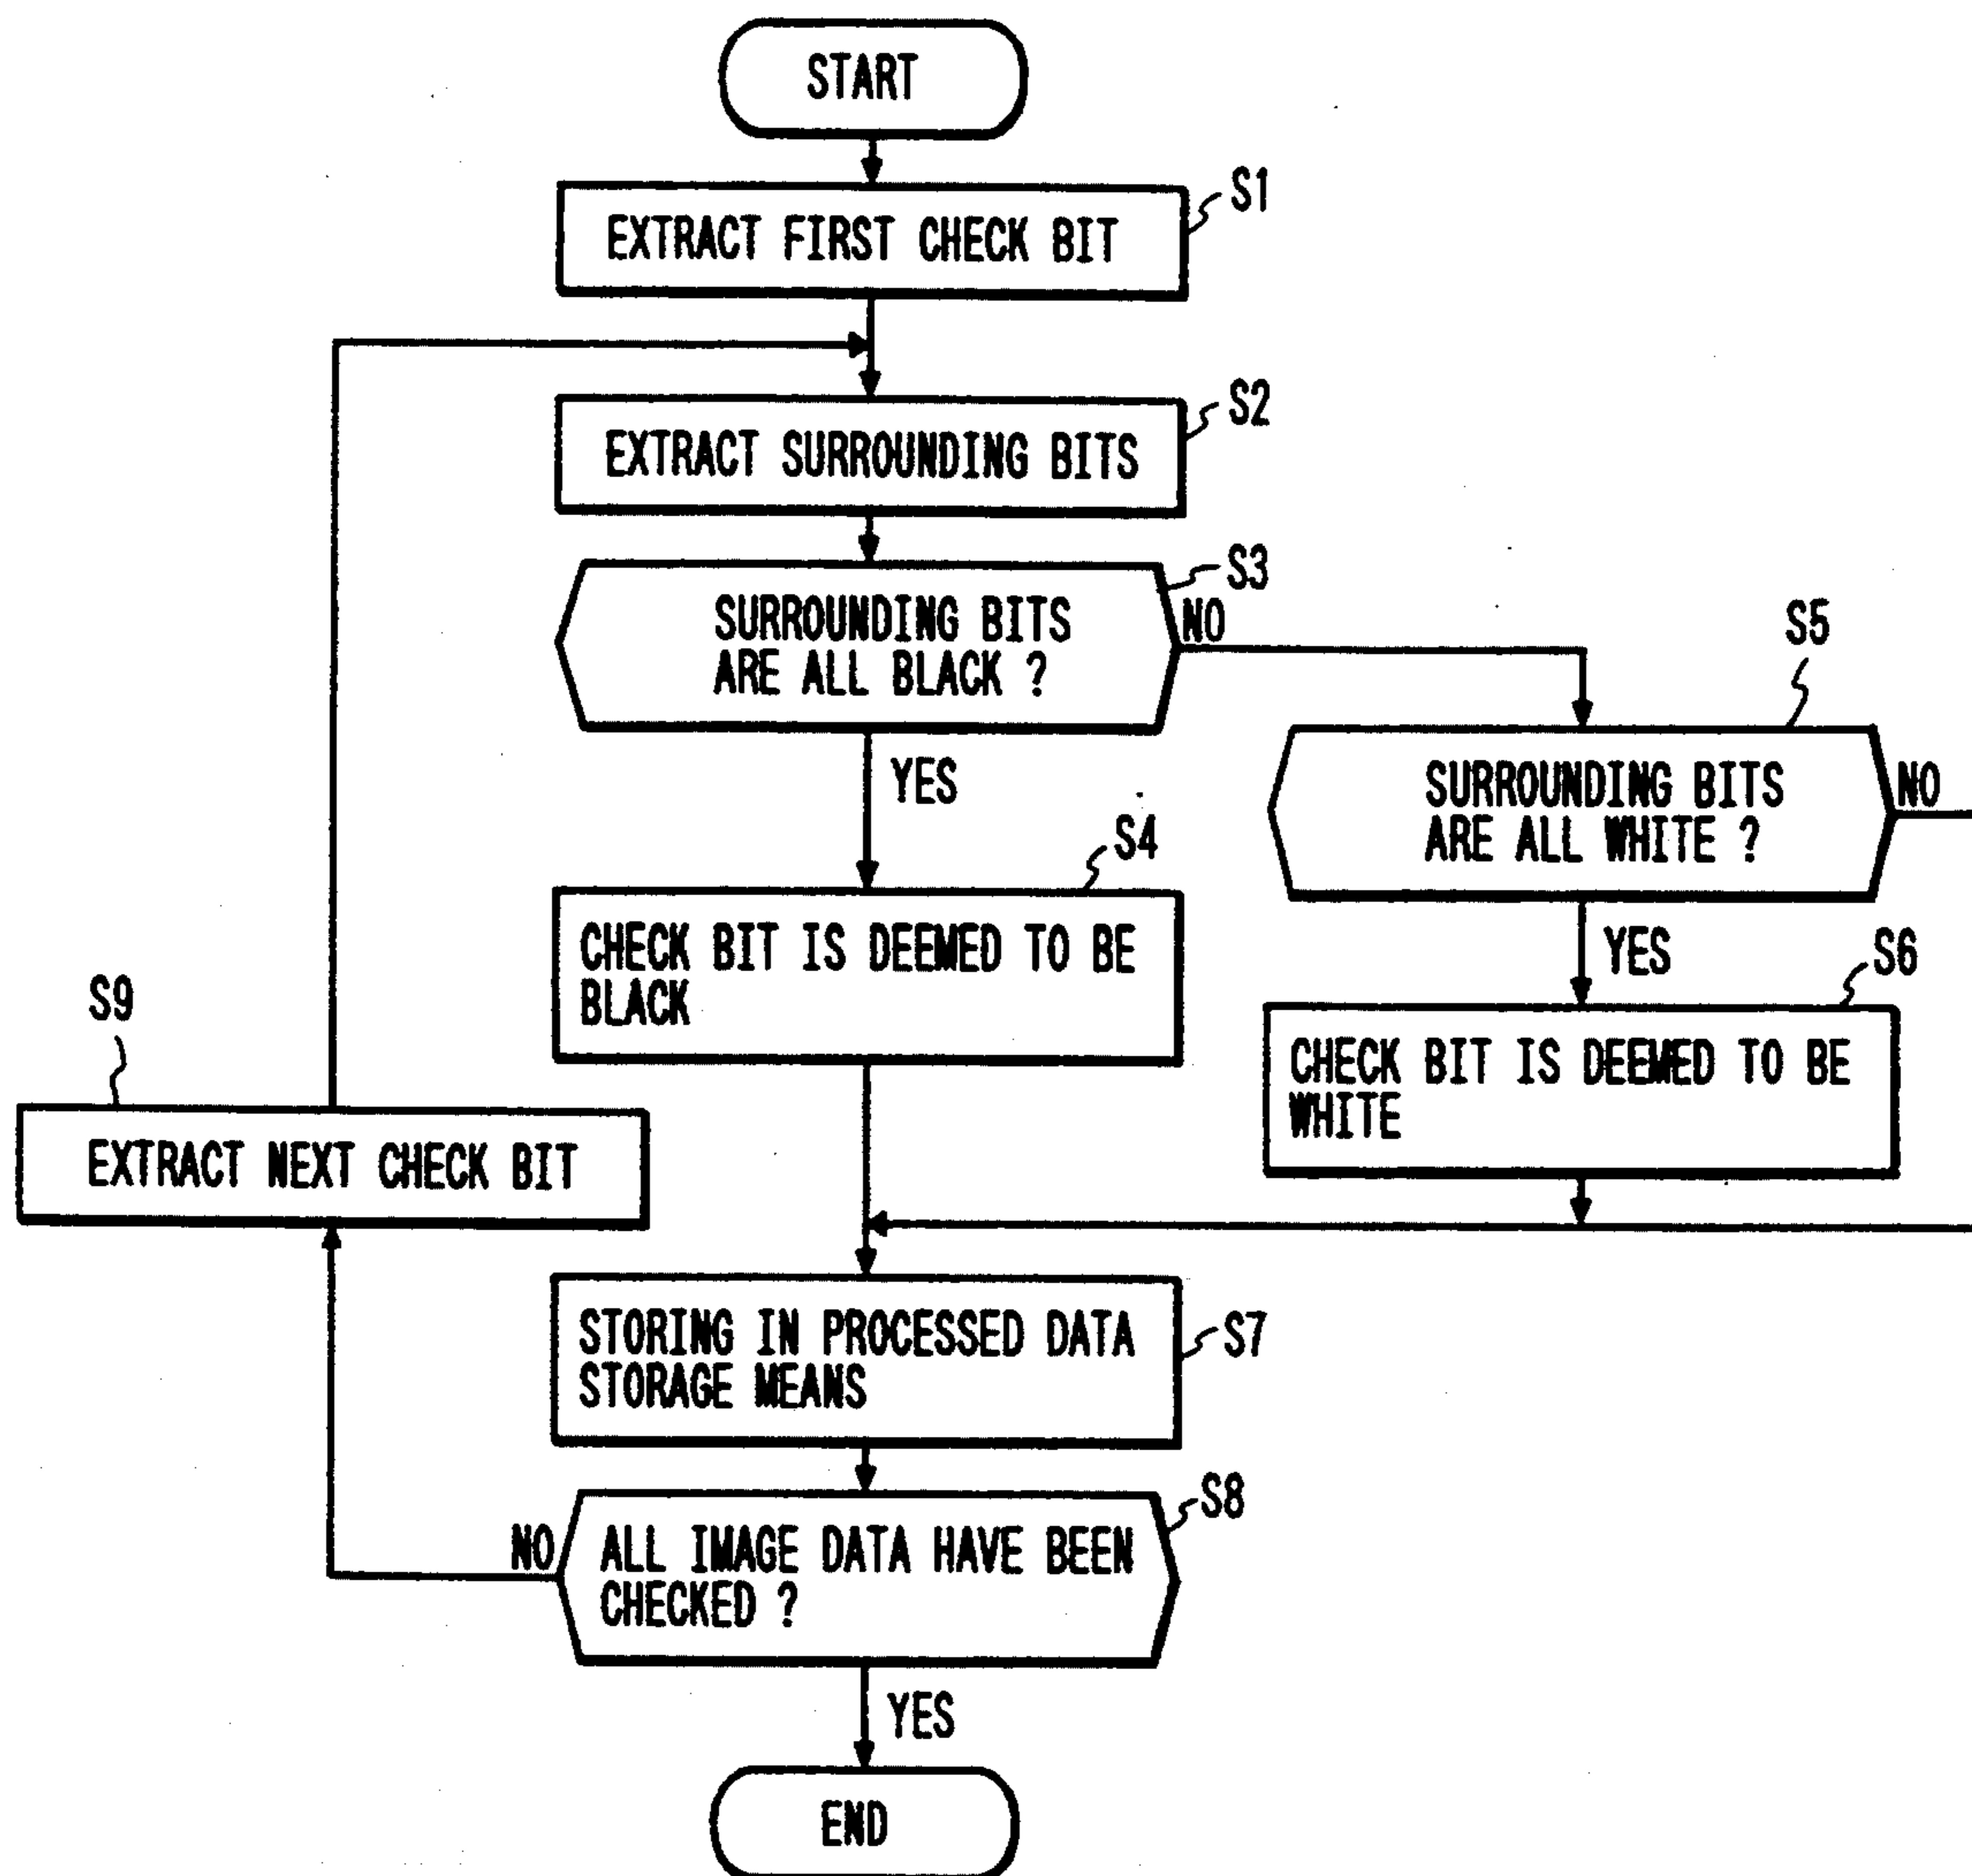 START
S1
EXTRACT FIRST CHECK BIT
S2
EXTRACT SURROUNDING BITS
S3
SURROUNDING BITS
ARE ALL BLACK ?
NO
YES
S5
SURROUNDING BITS
ARE ALL WHITE ?
NO
YES
S4
CHECK BIT IS DEEMED TO BE
BLACK
S6
CHECK BIT IS DEEMED TO BE
WHITE
S9
EXTRACT NEXT CHECK BIT
STORING IN PROCESSED DATA
STORAGE MEANS
S7
S8
ALL IMAGE DATA HAVE BEEN
CHECKED ?
NO
YES
END